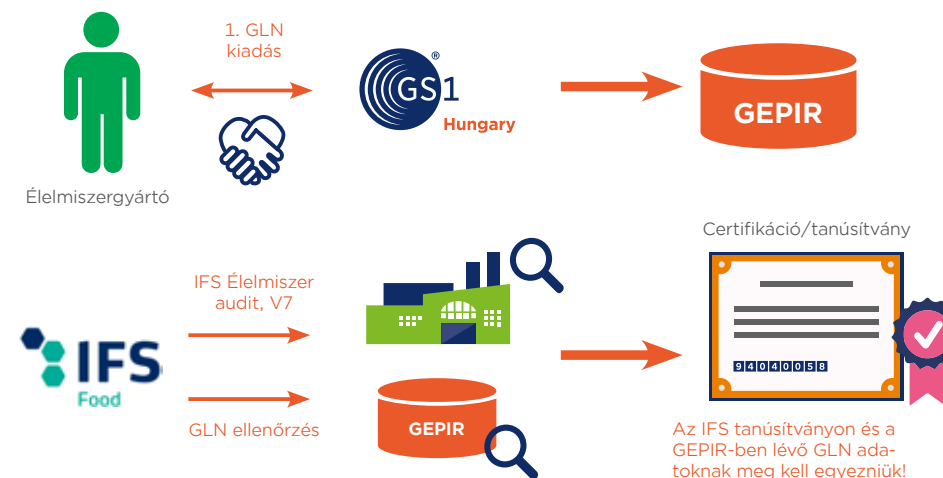 1. GLN
kiadás
GS1
®
Hungary
GEPIR
Élelmiszergyártó
Certifikáció/tanúsítvány
IFS Élelmiszer
audit, V7
IFS
Food
94040058
GLN ellenőrzés
GEPIR
Az IFS tanúsítványon és a
GEPIR-ben lévő GLN ada-
toknak meg kell egyezniük!